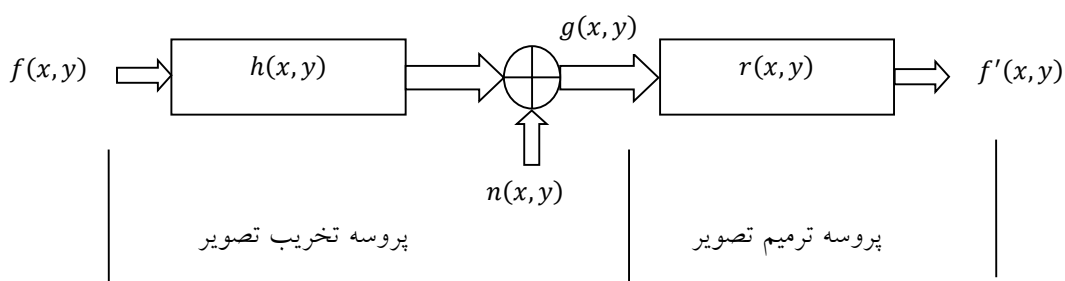 g(x, y)
f(x, y)
h(x, y)
r(x, y)
f'(x, y)
n(x, y)
پروسه تخریب تصویر
پروسه ترمیم تصویر